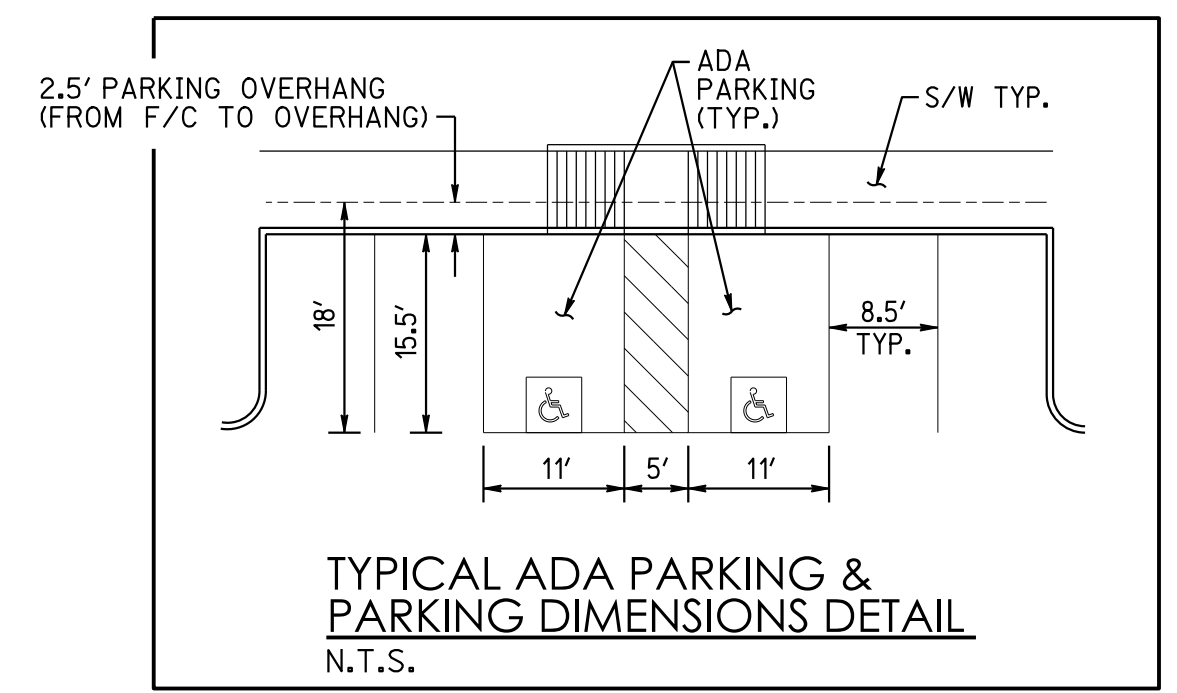 2.5' PARKING OVERHANG
(FROM F/C TO OVERHANG)
ADA
PARKING
(TYP.)
S/W TYP.
18'
15.5'
8.5'
TYP.
11'
5'
11'
TYPICAL ADA PARKING &
PARKING DIMENSIONS DETAIL
N.T.S.